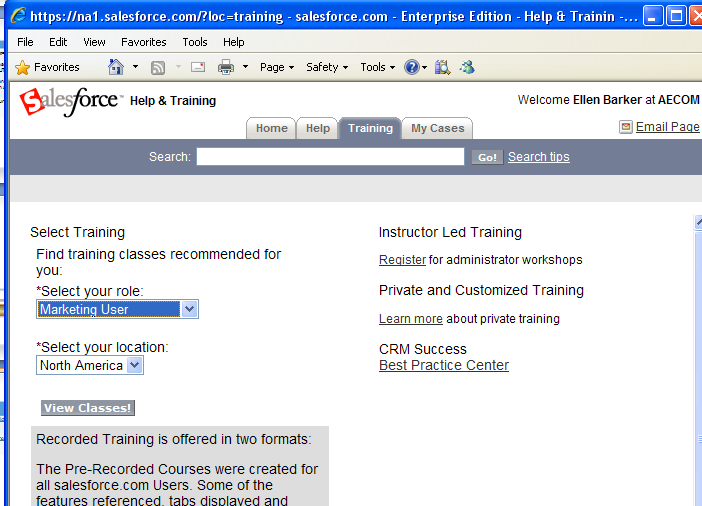 https://na1.salesforce.com/?loc=training - salesforce.com - Enterprise Edition - Help & Trainin - ...
File Edit View Favorites Tools Help
Favorites Page Safety Tools
salesforce Help & Training
Welcome Ellen Barker at AECOM
Home Help Training My Cases
Email Page
Search: Go! Search tips
Select Training
Find training classes recommended for
you:
*Select your role:
Marketing User
*Select your location:
North America
View Classes!
Recorded Training is offered in two formats:
The Pre-Recorded Courses were created for
all salesforce.com Users. Some of the
features referenced, tabs displayed and
Instructor Led Training
Register for administrator workshops
Private and Customized Training
Learn more about private training
CRM Success
Best Practice Center